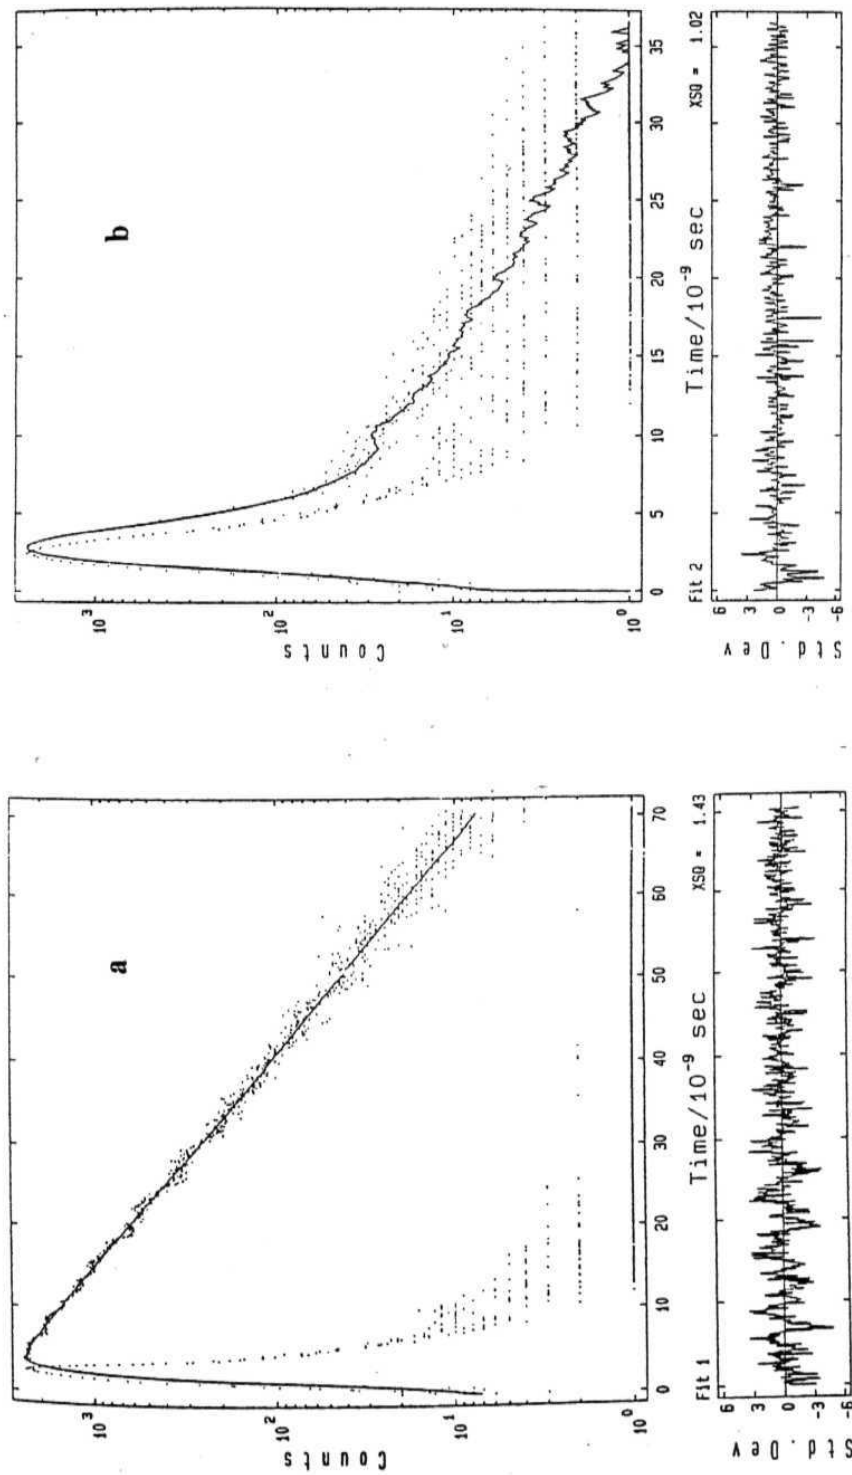 a
Counts
10³
10²
10¹
10⁰
0 10 20 30 40 50 60 70
Fit 1 Time/10⁻⁹ sec XSQ = 1.43
Std. Dev
6
3
0
-3
-6
b
Counts
10³
10²
10¹
10⁰
0 5 10 15 20 25 30 35
Fit 2 Time/10⁻⁹ sec XSQ = 1.02
Std. Dev
6
3
0
-3
-6